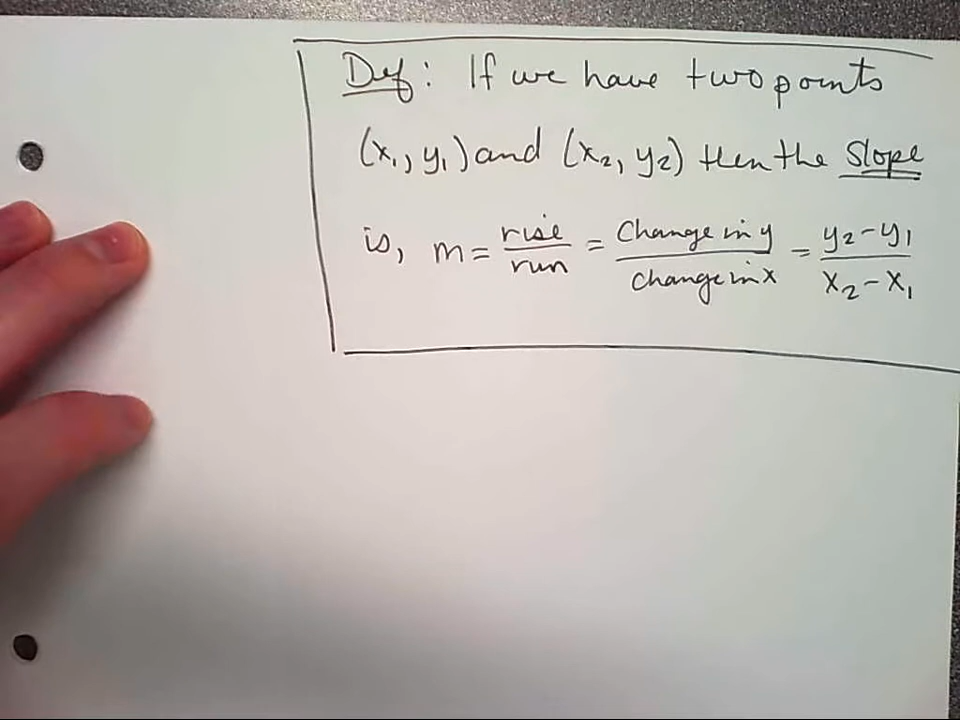 Def: If we have two points
(x₁, y₁) and (x₂, y₂) then the slope
is, m = rise/run = Change in y/change in x = y₂-y₁/x₂-x₁